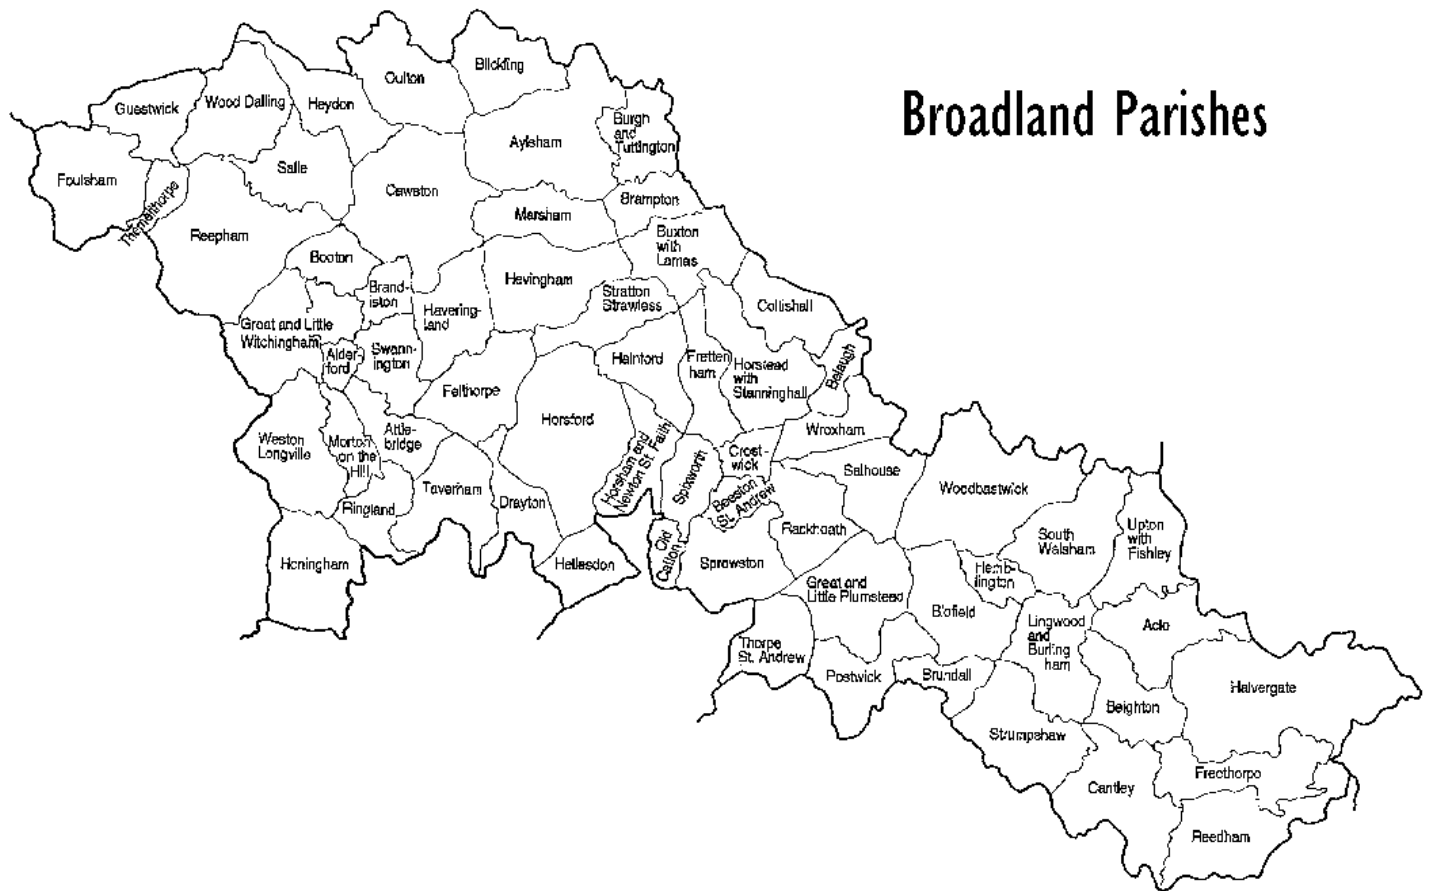 Broadland Parishes
Oulton
Blickling
Guestwick
Wood Dalling
Heydon
Burgh
and
Tuttington
Aylsham
Foulsham
Themelthorpe
Salle
Cawston
Brampton
Marsham
Reepham
Booton
Buxton
with
Lamas
Hevingham
Brand-
iston
Stratton
Strawless
Havering-
land
Coltishall
Great and Little
Witchingham
Alder-
ford
Swann-
ington
Hainford
Fretten
ham
Horstead
with
Stanninghall
Belaugh
Felthorpe
Horsford
Attle-
bridge
Wroxham
Weston
Longville
Morton
on the
Hill
Horsham and
Newton St. Faith
Crost-
wick
Salhouse
Spixworth
Beeston
St. Andrew
Woodbastwick
Taverham
Drayton
Ringland
Rackheath
South
Walsham
Upton
with
Fishley
Old
Catton
Honingham
Hellesdon
Sprowston
Hemb-
lington
Great and
Little Plumstead
Blofield
Lingwood
and
Burling
ham
Acle
Thorpe
St. Andrew
Postwick
Brundall
Halvergate
Beighton
Strumpshaw
Freethorpe
Cantley
Reedham